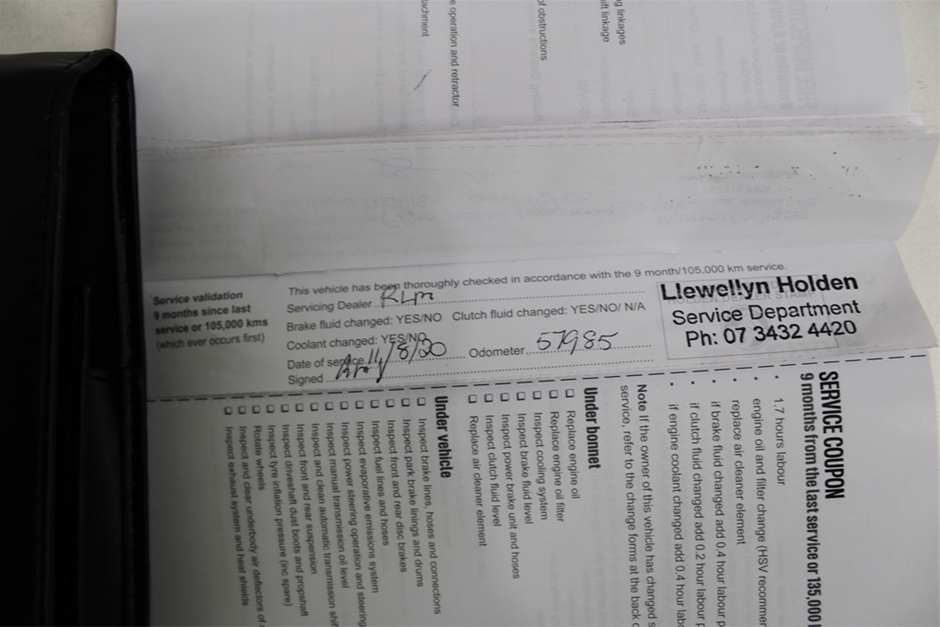 tachment
e operation and retractor
of obstructions
g linkages
ift linkage
Service validation
9 months since last
service or 105,000 kms
(which ever occurs first)
This vehicle has been thoroughly checked in accordance with the 9 month/105,000 km service.
Servicing Dealer RLM
Brake fluid changed: YES/NO Clutch fluid changed: YES/NO/ N/A
Coolant changed: YES/NO
Date of service 11/8/20 Odometer 57985
Signed
Llewellyn Holden
Service Department
Ph: 07 3432 4420
SERVICE COUPON
9 months from the last service or 135,000
• 1.7 hours labour
• engine oil and filter change (HSV recommen
replace air cleaner element
• if brake fluid changed add 0.4 hour labour p
• if clutch fluid changed add 0.2 hour labour p
• if engine coolant changed add 0.4 hour lab
Note If the owner of this vehicle has changed s
service, refer to the change forms at the back o
Under bonnet
❑ Replace engine oil
❑ Replace engine oil filter
❑ Inspect cooling system
❑ Inspect brake fluid level
❑ Inspect power brake unit and hoses
❑ Inspect clutch fluid level
❑ Replace air cleaner element
Under vehicle
❑ Inspect brake lines, hoses and connections
❑ Inspect park brake linings and drums
❑ Inspect front and rear disc brakes
❑ Inspect fuel lines and hoses
❑ Inspect evaporative emissions system
❑ Inspect power steering operation and steering
❑ Inspect manual transmission oil level
❑ Inspect and clean automatic transmission shif
❑ Inspect front and rear suspension
❑ Inspect driveshaft dust boots and propshaft
❑ Inspect tyre inflation pressure (inc spare)
❑ Rotate wheels
❑ Inspect and clear underbody air deflectors of
❑ Inspect exhaust system and heat shields